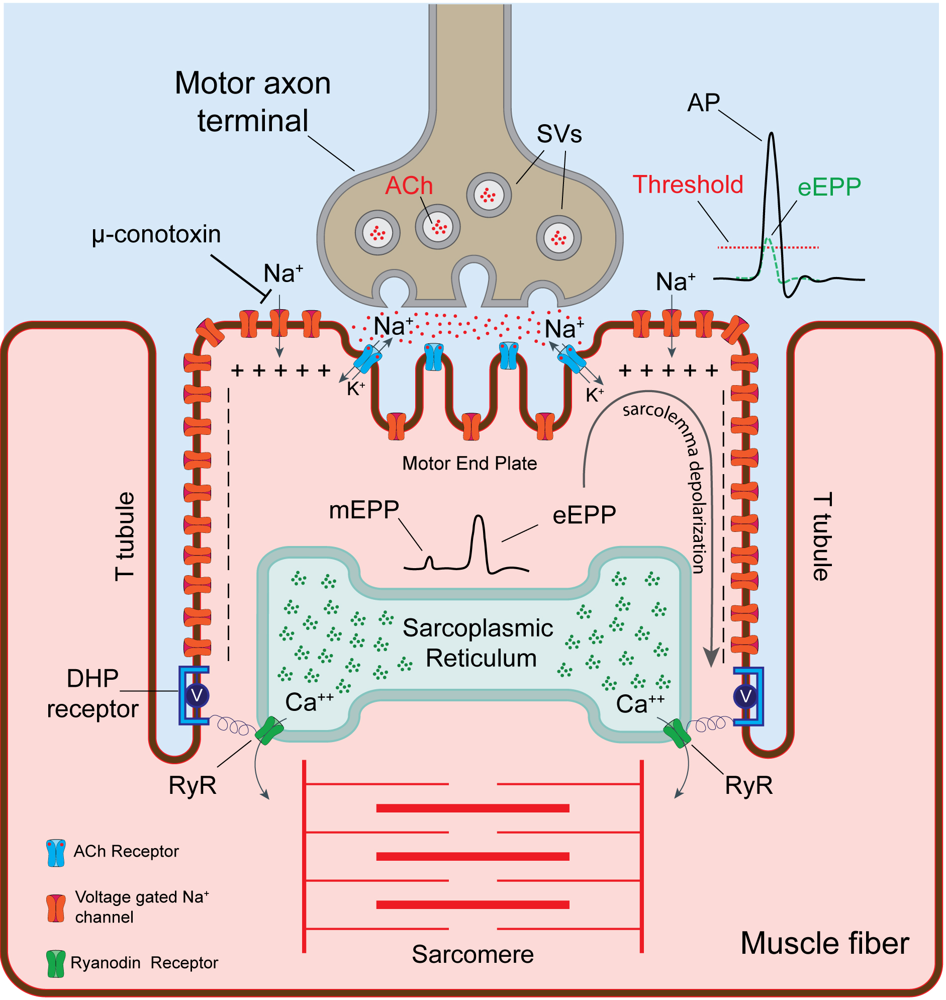 Motor axon
terminal
SVs
ACh
AP
Threshold
eEPP
µ-conotoxin
Na⁺
Na⁺
Na⁺
Na⁺
+ + + + +
+ + + + +
K⁺
K⁺
sarcolemma depolarization
Motor End Plate
T tubule
T tubule
mEPP
eEPP
Sarcoplasmic
Reticulum
DHP
receptor
V
V
Ca⁺⁺
Ca⁺⁺
RyR
RyR
ACh Receptor
Voltage gated Na⁺
channel
Ryanodin Receptor
Sarcomere
Muscle fiber